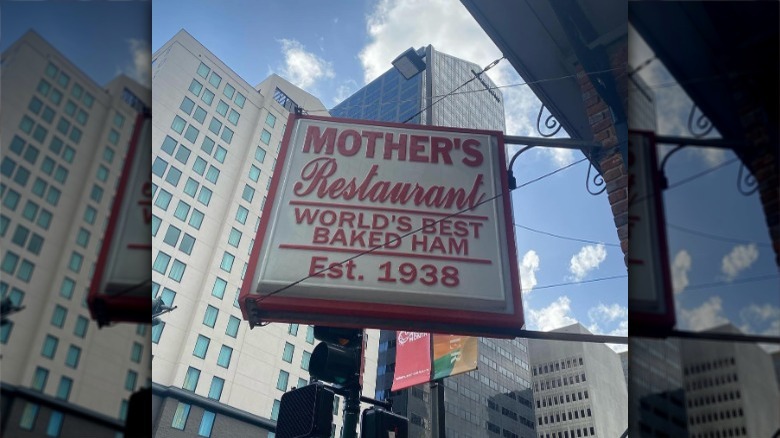 MOTHER'S
Restaurant
WORLD'S BEST
BAKED HAM
Est. 1938